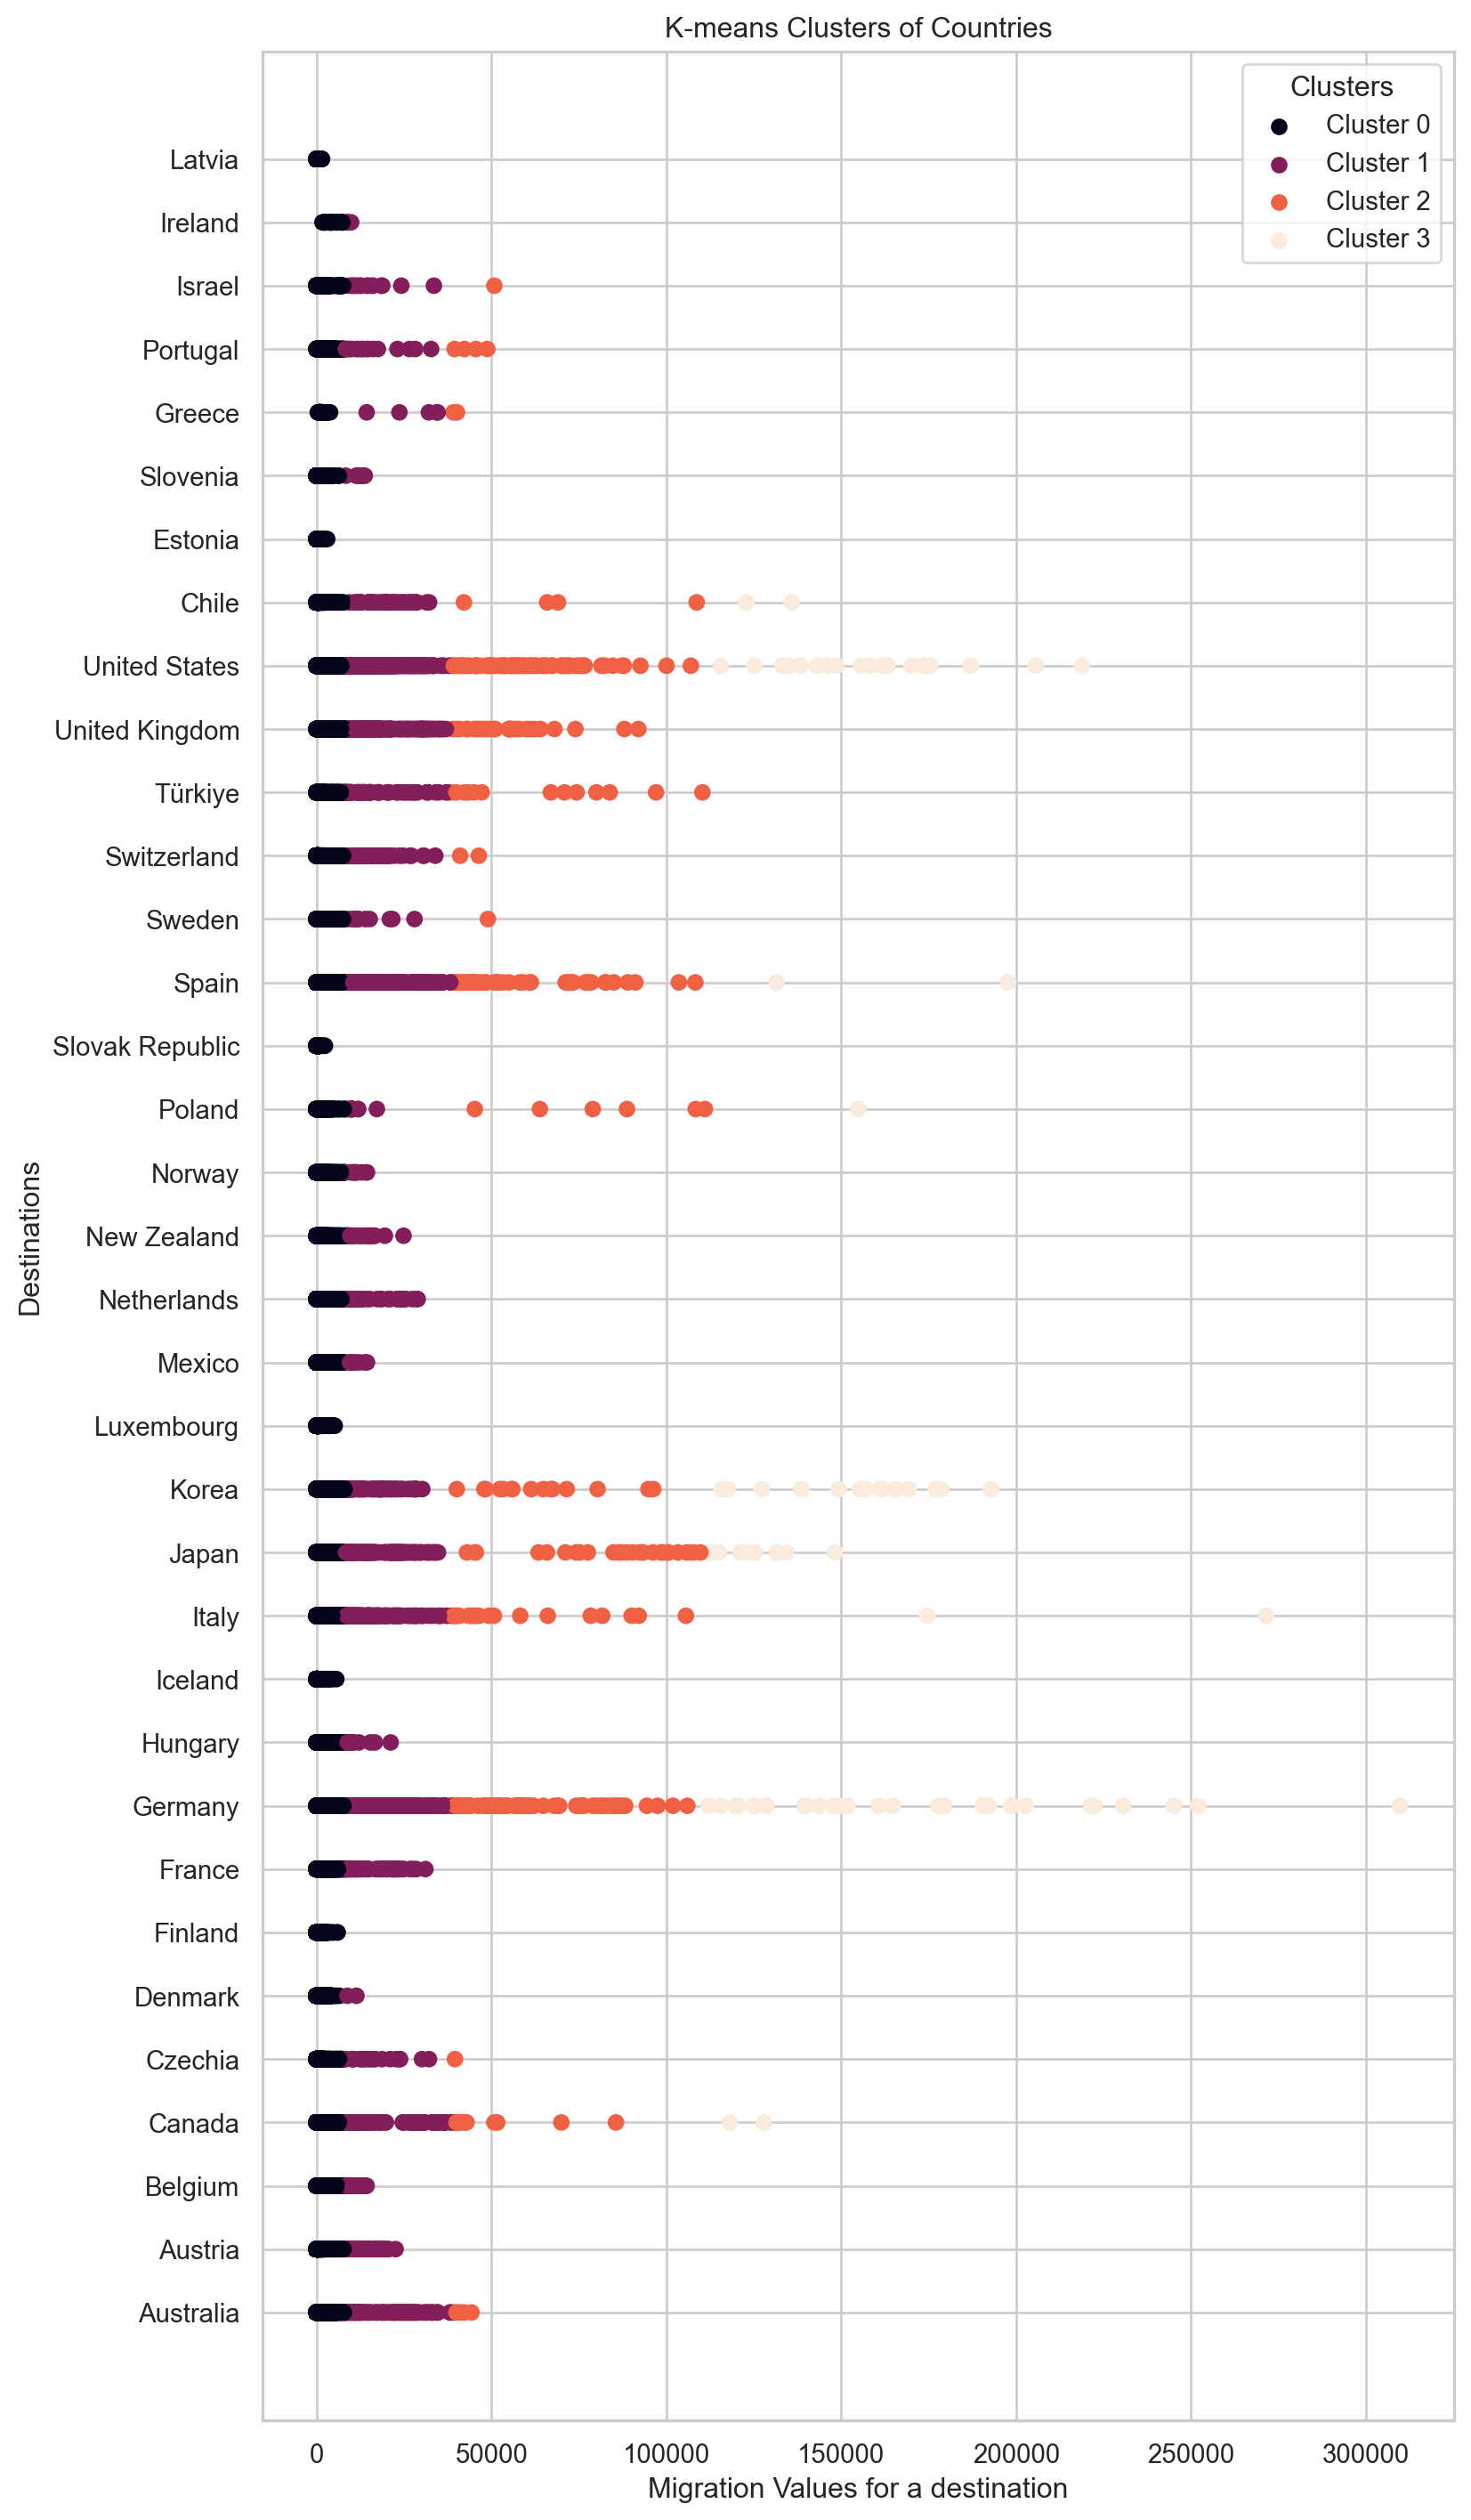 K-means Clusters of Countries
Clusters
Cluster 0
Cluster 1
Cluster 2
Cluster 3
Latvia
Ireland
Israel
Portugal
Greece
Slovenia
Estonia
Chile
United States
United Kingdom
Türkiye
Switzerland
Sweden
Spain
Slovak Republic
Poland
Norway
New Zealand
Netherlands
Mexico
Luxembourg
Korea
Japan
Italy
Iceland
Hungary
Germany
France
Finland
Denmark
Czechia
Canada
Belgium
Austria
Australia
Destinations
0 50000 100000 150000 200000 250000 300000
Migration Values for a destination